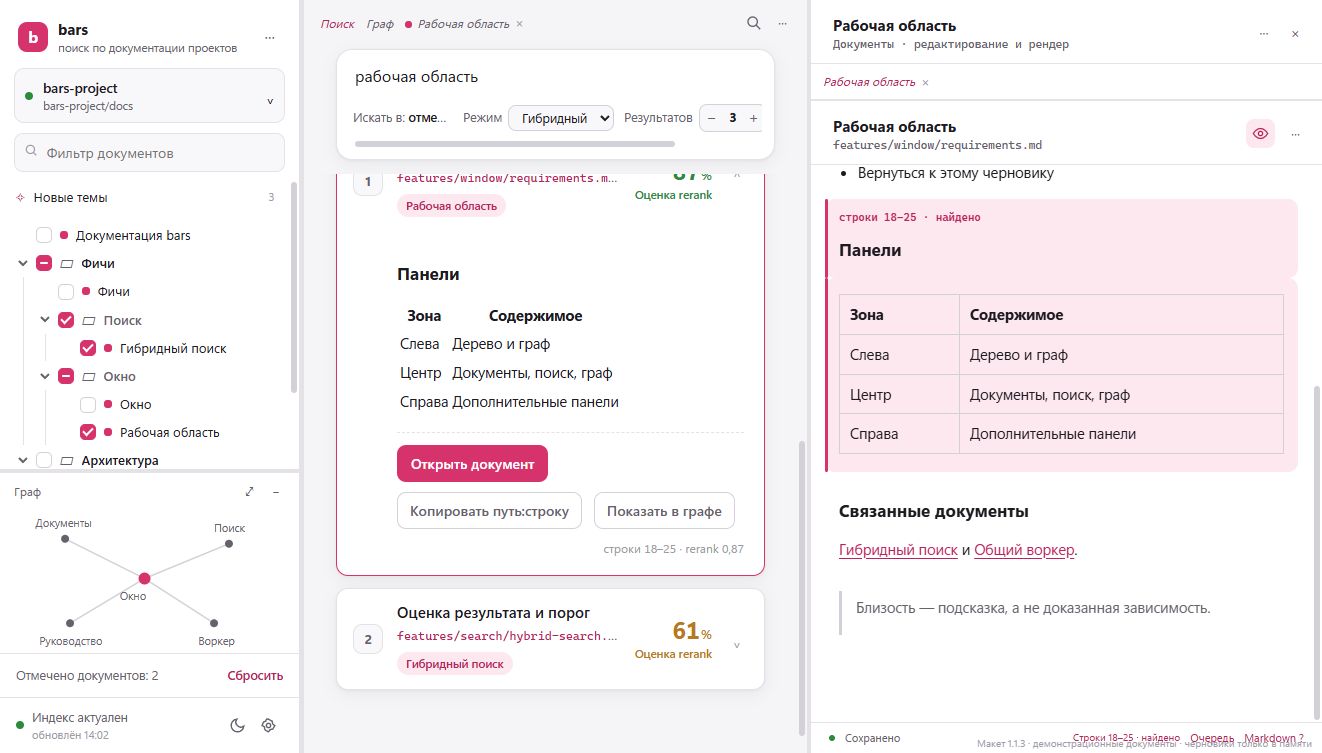 bars
поиск по документации проектов
bars-project
bars-project/docs
Фильтр документов
Новые темы 3
Документация bars
Фичи
Фичи
Поиск
Гибридный поиск
Окно
Окно
Рабочая область
Архитектура
Граф
Документы
Поиск
Окно
Руководство
Воркер
Отмечено документов: 2 Сбросить
Индекс актуален
обновлён 14:02
Поиск Граф Рабочая область ×
рабочая область
Искать в: отме... Режим Гибридный Результатов − 3 +
1
features/window/requirements.m… 87%
Оценка rerank
Рабочая область
Панели
Зона Содержимое
Слева Дерево и граф
Центр Документы, поиск, граф
Справа Дополнительные панели
Открыть документ
Копировать путь:строку Показать в графе
строки 18–25 · rerank 0,87
2
Оценка результата и порог
features/search/hybrid-search.… 61%
Оценка rerank
Гибридный поиск
Рабочая область
Документы · редактирование и рендер
Рабочая область ×
Рабочая область
features/window/requirements.md
• Вернуться к этому черновику
строки 18–25 · найдено
Панели
Зона Содержимое
Слева Дерево и граф
Центр Документы, поиск, граф
Справа Дополнительные панели
Связанные документы
Гибридный поиск и Общий воркер.
Близость — подсказка, а не доказанная зависимость.
Сохранено Строки 18–25 · найдено Очередь Markdown ?
Макет 1.1.3 · демонстрационные документы · черновики только в памяти